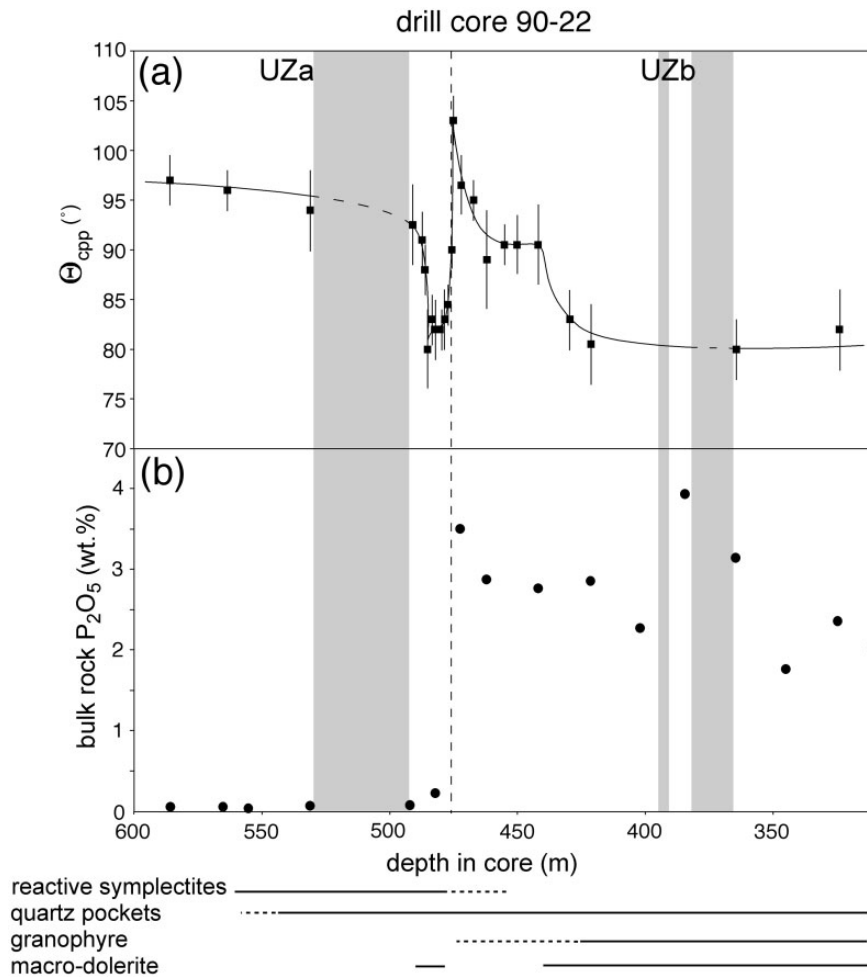 drill core 90-22
110
(a)
UZa
UZb
105
100
95
90
85
80
75
70
Θcpp (°)
(b)
4
3
2
1
0
bulk rock P₂O₅ (wt.%)
600 550 500 450 400 350
depth in core (m)
reactive symplectites
quartz pockets
granophyre
macro-dolerite